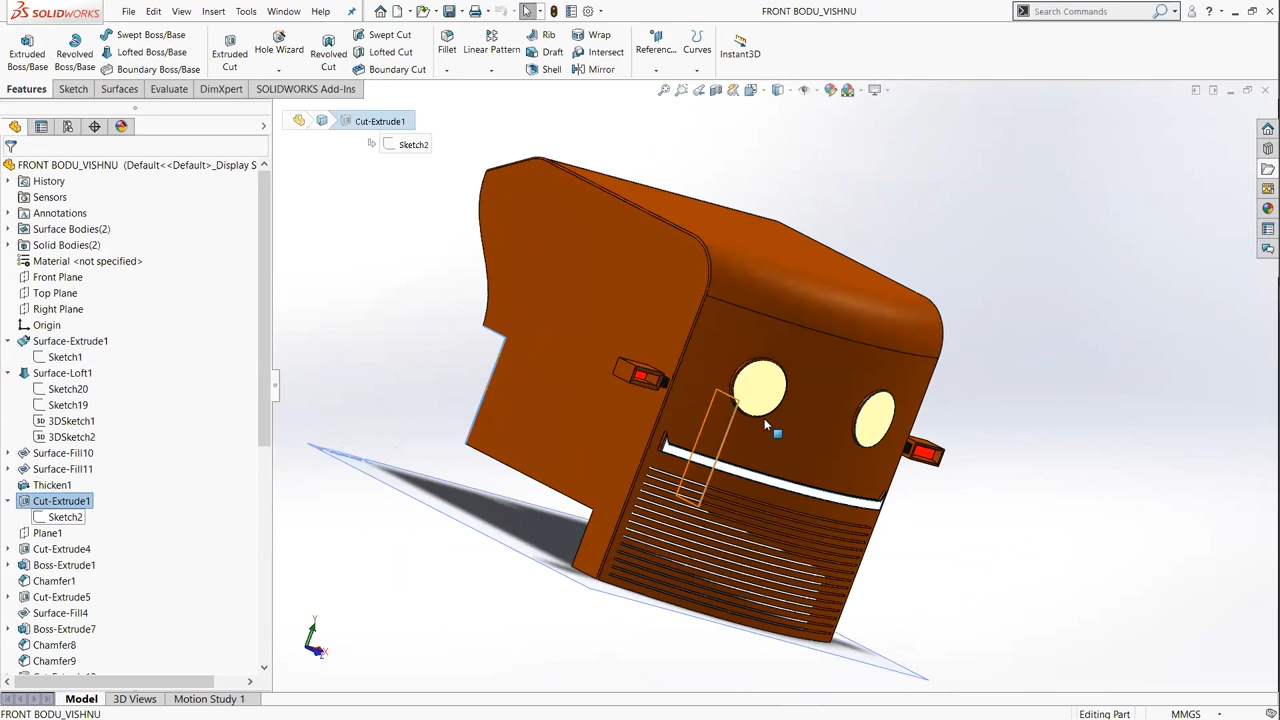 SOLIDWORKS File Edit View Insert Tools Window Help FRONT BODU_VISHNU Search Commands
Extruded Boss/Base Revolved Boss/Base Swept Boss/Base Extruded Cut Hole Wizard Revolved Cut Swept Cut Fillet Linear Pattern Rib Wrap Referenc... Curves Instant3D
Lofted Boss/Base Lofted Cut Draft Intersect
Boundary Boss/Base Boundary Cut Shell Mirror
Features Sketch Surfaces Evaluate DimXpert SOLIDWORKS Add-Ins
Cut-Extrude1
Sketch2
FRONT BODU_VISHNU (Default<<Default>_Display S
History
Sensors
Annotations
Surface Bodies(2)
Solid Bodies(2)
Material <not specified>
Front Plane
Top Plane
Right Plane
Origin
Surface-Extrude1
Sketch1
Surface-Loft1
Sketch20
Sketch19
3D 3DSketch1
3D 3DSketch2
Surface-Fill10
Surface-Fill11
Thicken1
Cut-Extrude1
Sketch2
Plane1
Cut-Extrude4
Boss-Extrude1
Chamfer1
Cut-Extrude5
Surface-Fill4
Boss-Extrude7
Chamfer8
Chamfer9
Y
X
Model 3D Views Motion Study 1
FRONT BODU_VISHNU Editing Part MMGS